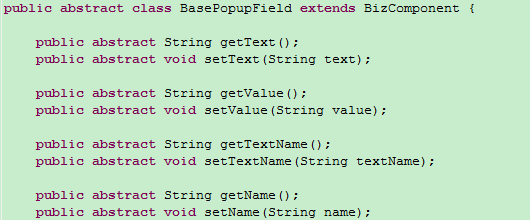 public abstract class BasePopupField extends BizComponent {
public abstract String getText();
public abstract void setText(String text);
public abstract String getValue();
public abstract void setValue(String value);
public abstract String getTextName();
public abstract void setTextName(String textName);
public abstract String getName();
public abstract void setName(String name);